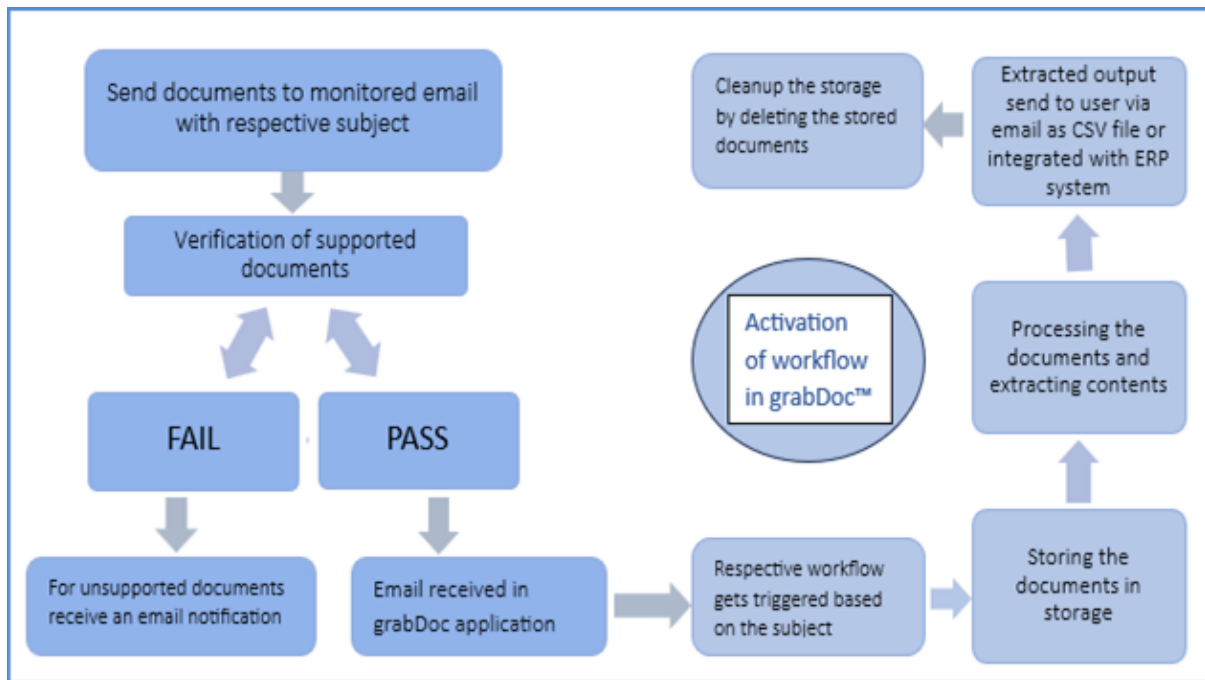 Send documents to monitored email
with respective subject
Verification of supported
documents
FAIL
PASS
For unsupported documents
receive an email notification
Email received in
grabDoc application
Respective workflow
gets triggered based
on the subject
Storing the
documents in
storage
Processing the
documents and
extracting contents
Extracted output
send to user via
email as CSV file or
integrated with ERP
system
Cleanup the storage
by deleting the stored
documents
Activation
of workflow
in grabDoc™